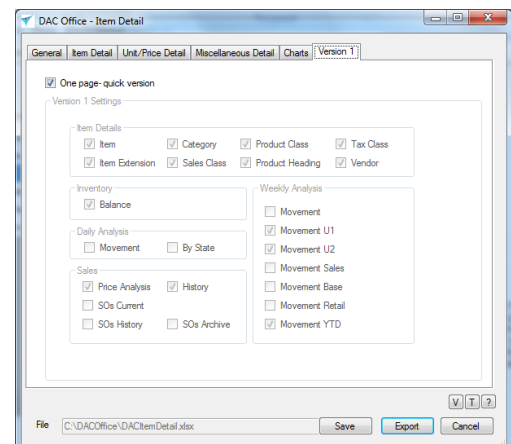 DAC Office - Item Detail
General Item Detail Unit/Price Detail Miscellaneous Detail Charts Version 1
One page- quick version
Version 1 Settings
Item Details
Item Category Product Class Tax Class
Item Extension Sales Class Product Heading Vendor
Inventory
Balance
Daily Analysis
Movement By State
Sales
Price Analysis History
SOs Current
SOs History SOs Archive
Weekly Analysis
Movement
Movement U1
Movement U2
Movement Sales
Movement Base
Movement Retail
Movement YTD
V T ?
File C:\DACOffice\DACItemDetail.xlsx Save Export Cancel